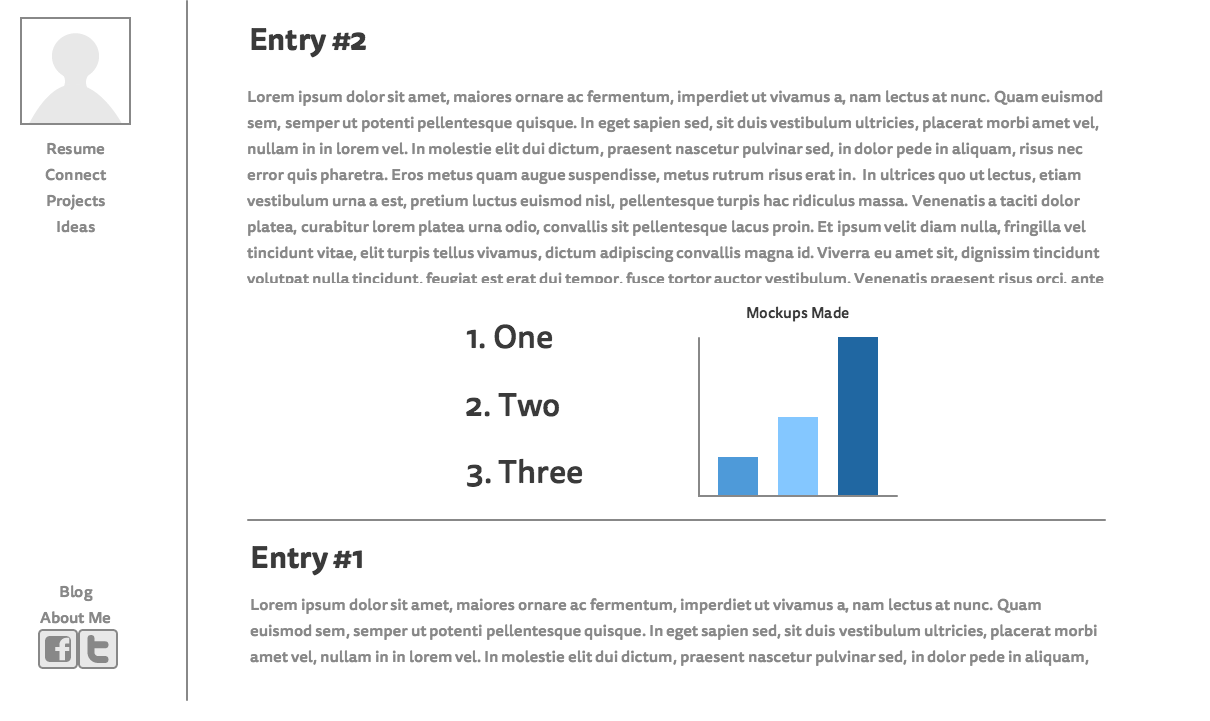 Resume
Connect
Projects
Ideas
Blog
About Me
Entry #2
Lorem ipsum dolor sit amet, maiores ornare ac fermentum, imperdiet ut vivamus a, nam lectus at nunc. Quam euismod
sem, semper ut potenti pellentesque quisque. In eget sapien sed, sit duis vestibulum ultricies, placerat morbi amet vel,
nullam in in lorem vel. In molestie elit dui dictum, praesent nascetur pulvinar sed, in dolor pede in aliquam, risus nec
error quis pharetra. Eros metus quam augue suspendisse, metus rutrum risus erat in.  In ultrices quo ut lectus, etiam
vestibulum urna a est, pretium luctus euismod nisl, pellentesque turpis hac ridiculus massa. Venenatis a taciti dolor
platea, curabitur lorem platea urna odio, convallis sit pellentesque lacus proin. Et ipsum velit diam nulla, fringilla vel
tincidunt vitae, elit turpis tellus vivamus, dictum adipiscing convallis magna id. Viverra eu amet sit, dignissim tincidunt
volutpat nulla tincidunt, feugiat est erat dui tempor, fusce tortor auctor vestibulum. Venenatis praesent risus orci, ante
1. One
2. Two
3. Three
Mockups Made
Entry #1
Lorem ipsum dolor sit amet, maiores ornare ac fermentum, imperdiet ut vivamus a, nam lectus at nunc. Quam
euismod sem, semper ut potenti pellentesque quisque. In eget sapien sed, sit duis vestibulum ultricies, placerat morbi
amet vel, nullam in in lorem vel. In molestie elit dui dictum, praesent nascetur pulvinar sed, in dolor pede in aliquam,